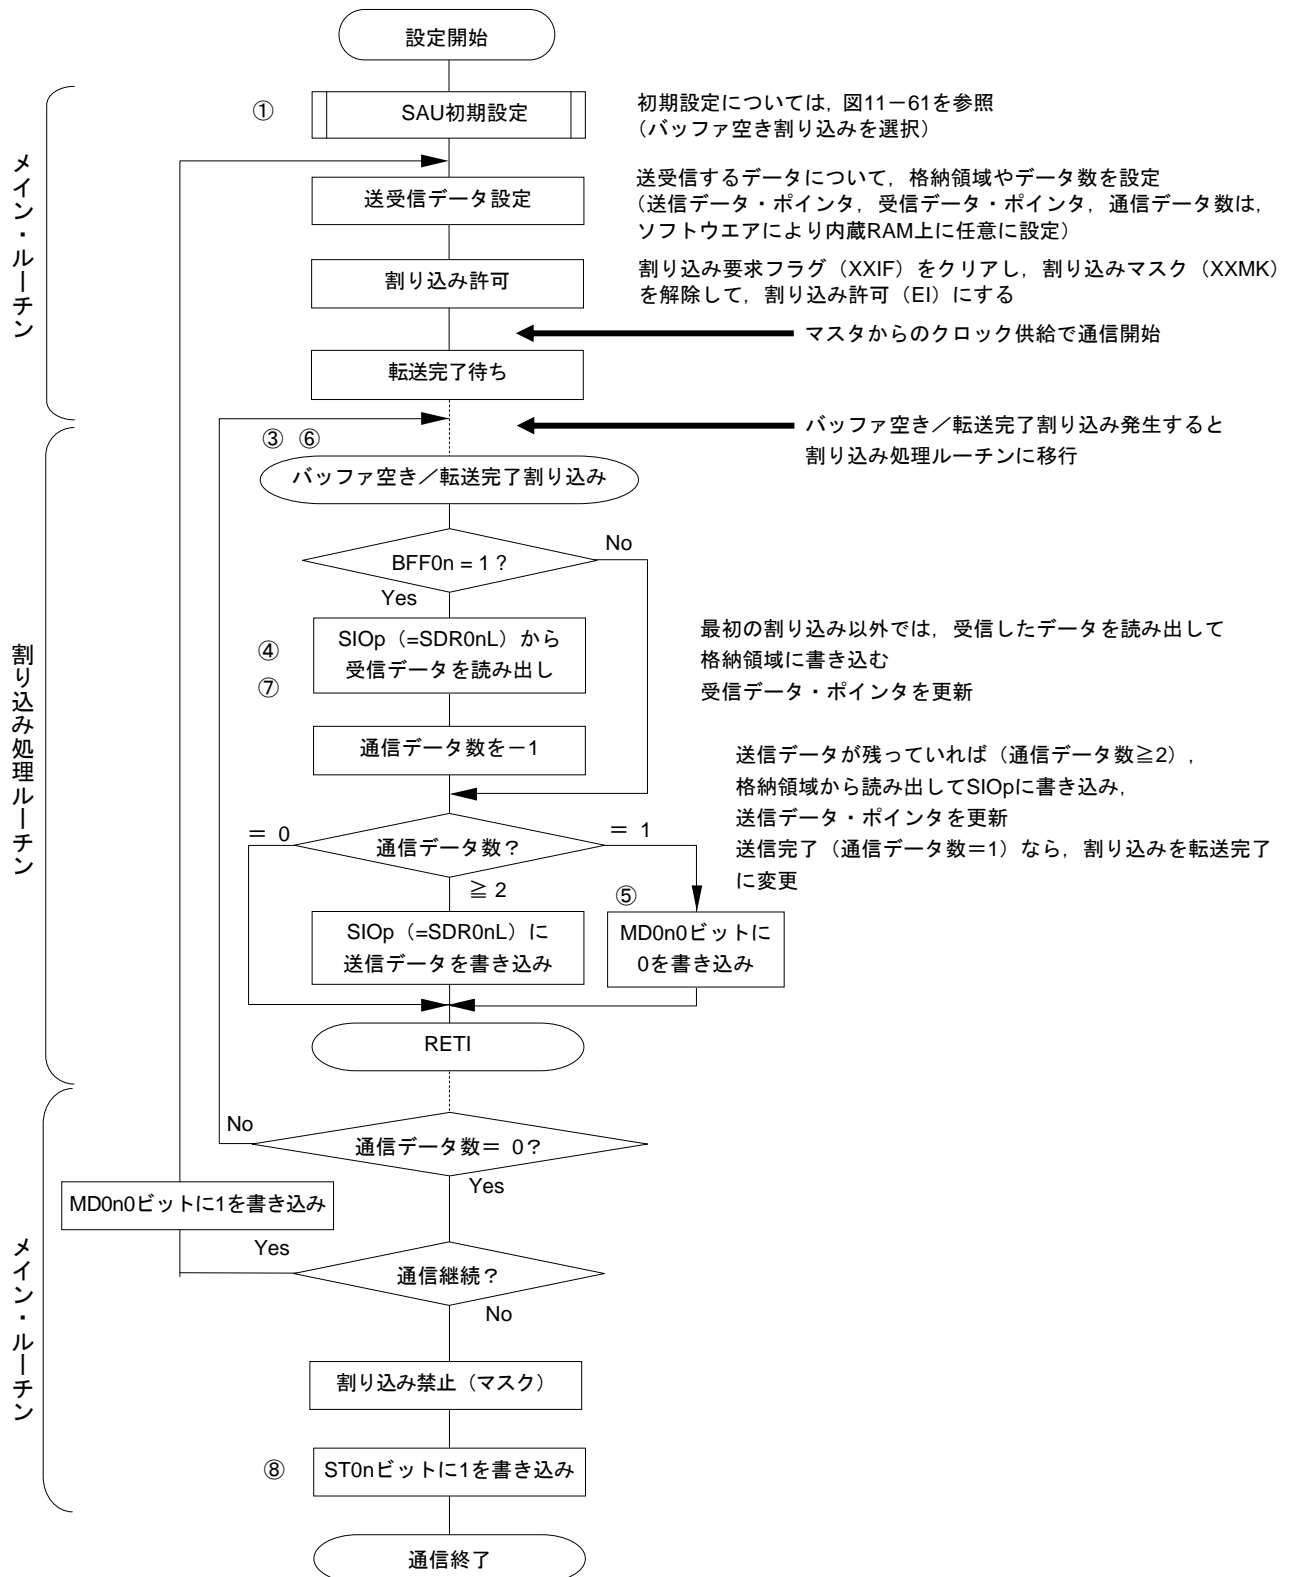 設定開始
①
SAU初期設定
初期設定については，図11－61を参照
（バッファ空き割り込みを選択）
メイン・ルーチン
送受信データ設定
送受信するデータについて，格納領域やデータ数を設定
（送信データ・ポインタ，受信データ・ポインタ，通信データ数は，
ソフトウエアにより内蔵RAM上に任意に設定）
割り込み許可
割り込み要求フラグ（XXIF）をクリアし，割り込みマスク（XXMK）
を解除して，割り込み許可（EI）にする
マスタからのクロック供給で通信開始
転送完了待ち
バッファ空き／転送完了割り込み発生すると
割り込み処理ルーチンに移行
③ ⑥
バッファ空き／転送完了割り込み
割り込み処理ルーチン
BFF0n = 1？
No
Yes
④
⑦
SIOp（=SDR0nL）から
受信データを読み出し
最初の割り込み以外では，受信したデータを読み出して
格納領域に書き込む
受信データ・ポインタを更新
通信データ数を－1
送信データが残っていれば（通信データ数≧2），
格納領域から読み出してSIOpに書き込み，
送信データ・ポインタを更新
送信完了（通信データ数＝1）なら，割り込みを転送完了
に変更
＝ 0
通信データ数？
＝ 1
≧ 2
⑤
SIOp（=SDR0nL）に
送信データを書き込み
MD0n0ビットに
0を書き込み
RETI
メイン・ルーチン
No
通信データ数＝ 0？
Yes
MD0n0ビットに1を書き込み
Yes
通信継続？
No
割り込み禁止（マスク）
⑧
ST0nビットに1を書き込み
通信終了